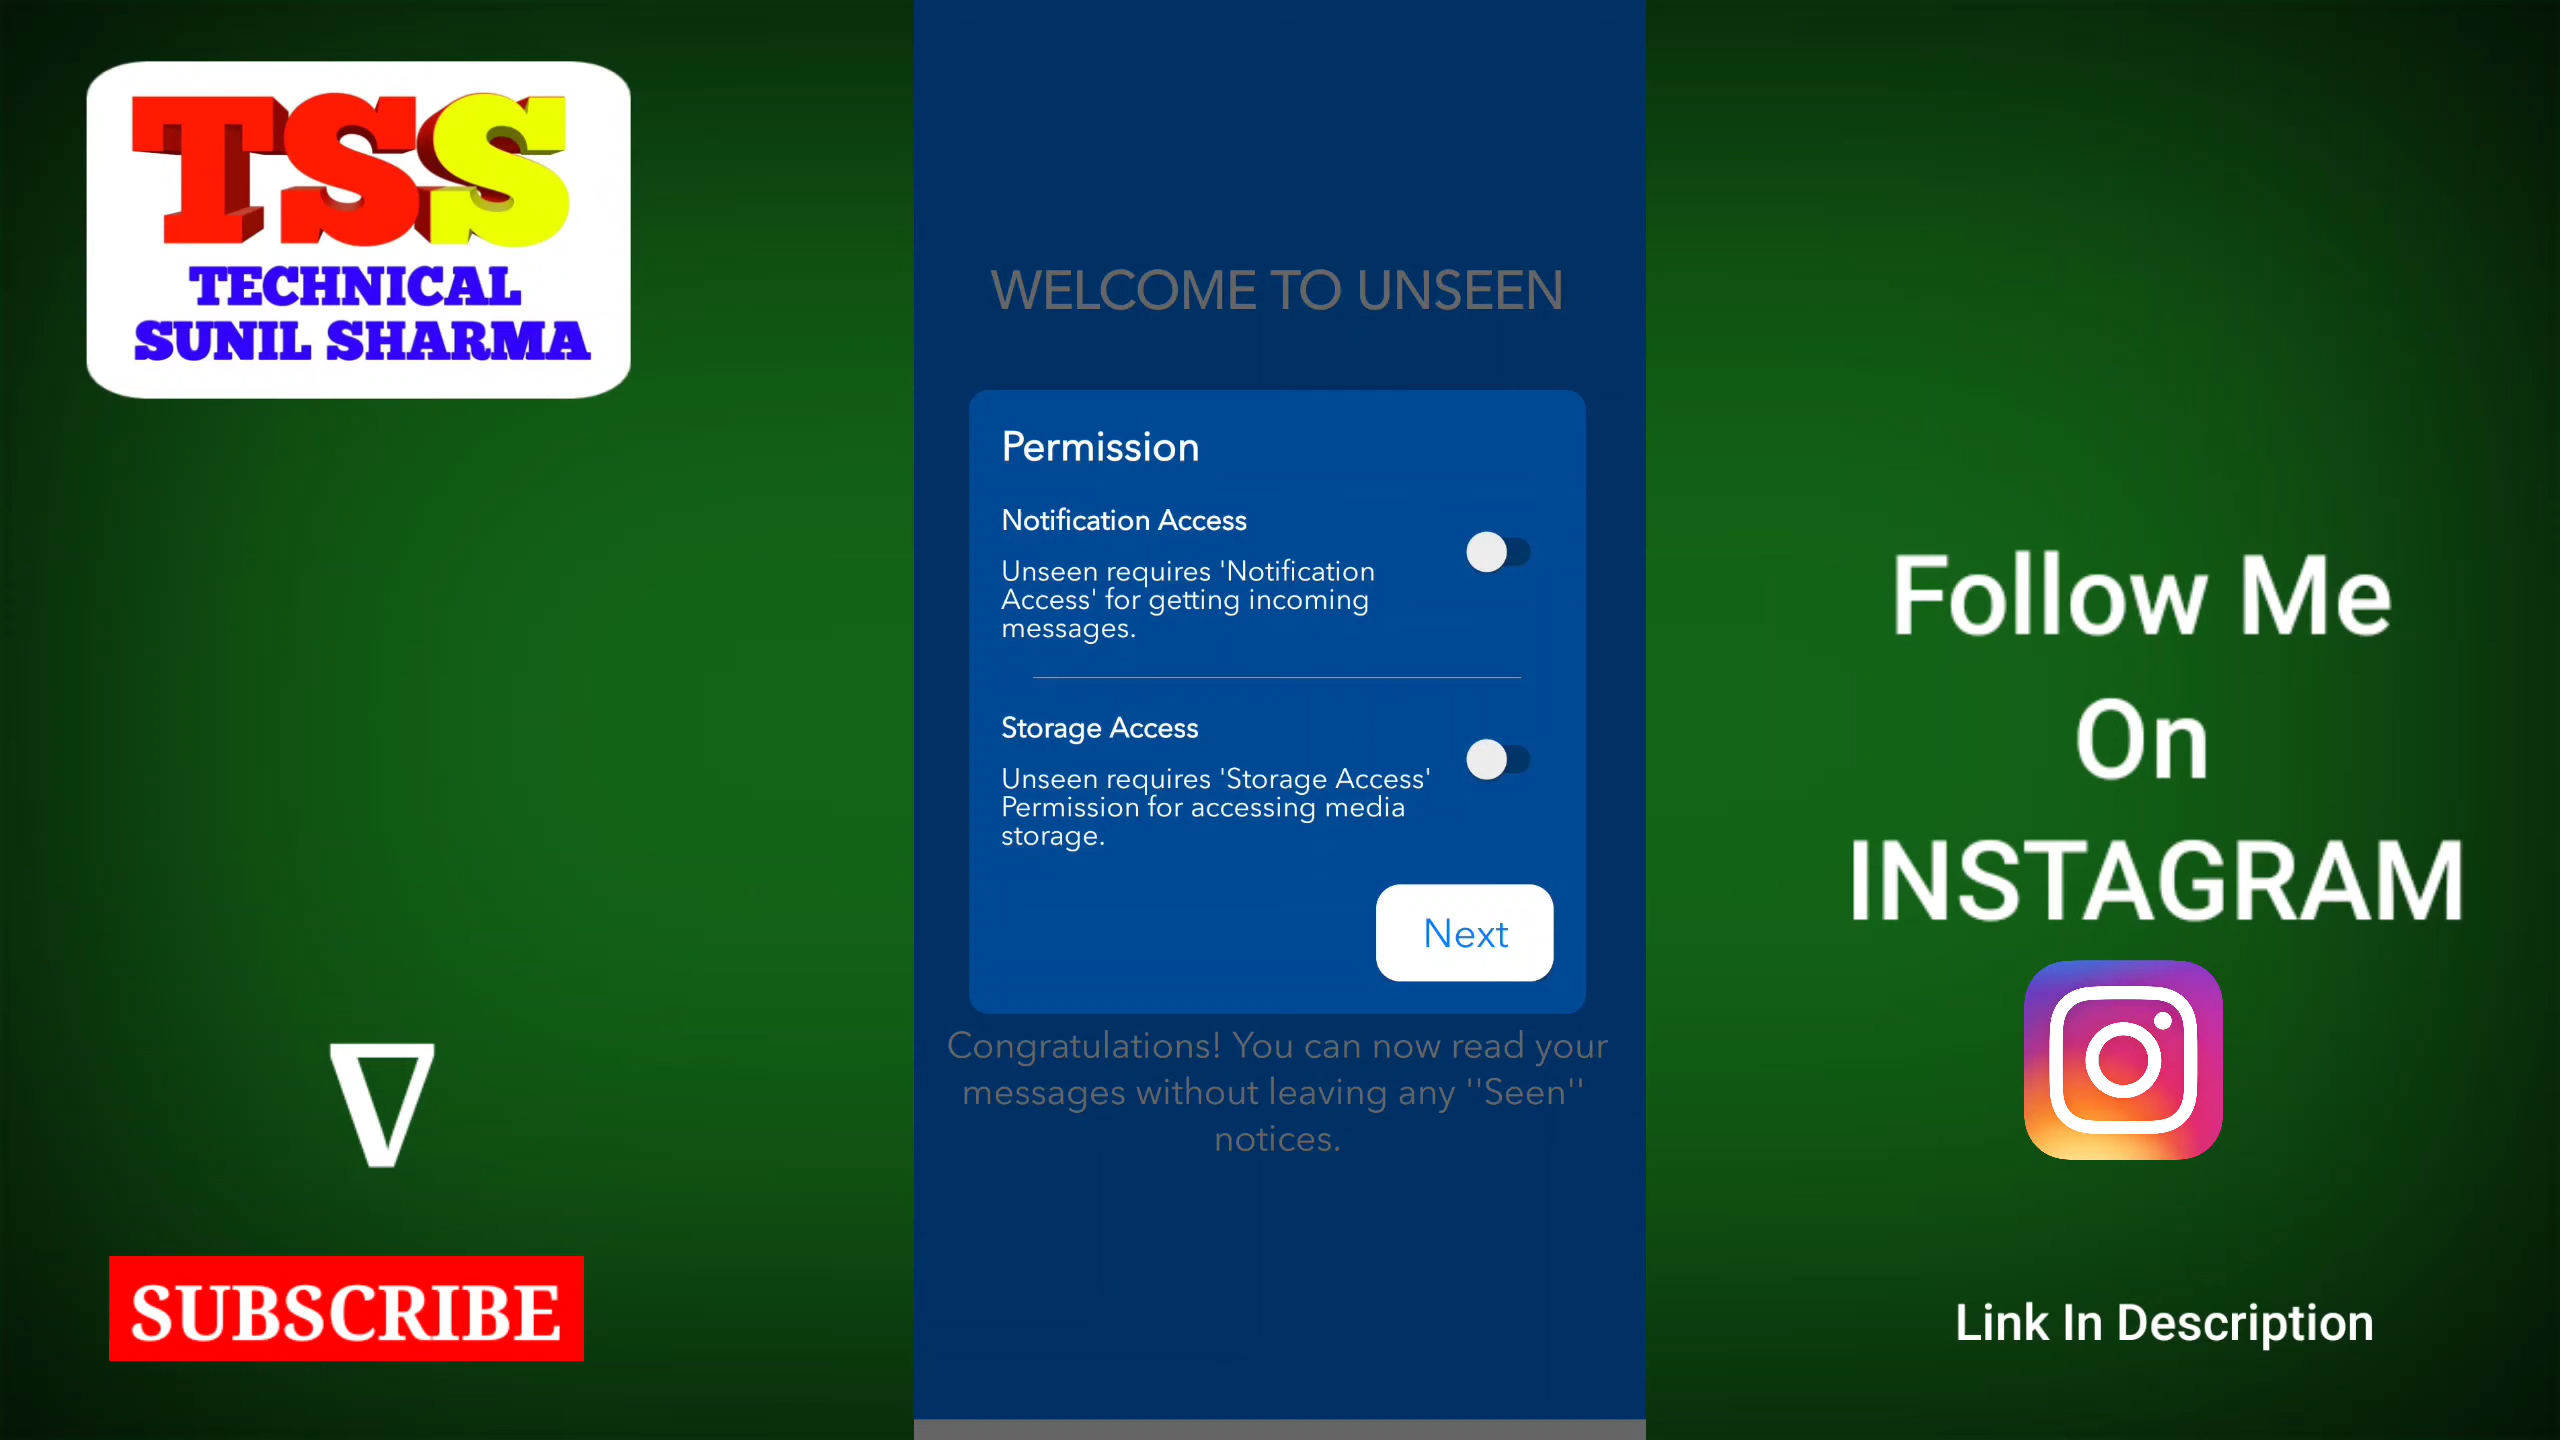 TSS
TECHNICAL
SUNIL SHARMA
SUBSCRIBE
WELCOME TO UNSEEN
Permission
Notification Access
Unseen requires 'Notification
Access' for getting incoming
messages.
Storage Access
Unseen requires 'Storage Access'
Permission for accessing media
storage.
Next
Congratulations! You can now read your
messages without leaving any ''Seen''
notices.
Follow Me
On
INSTAGRAM
Link In Description